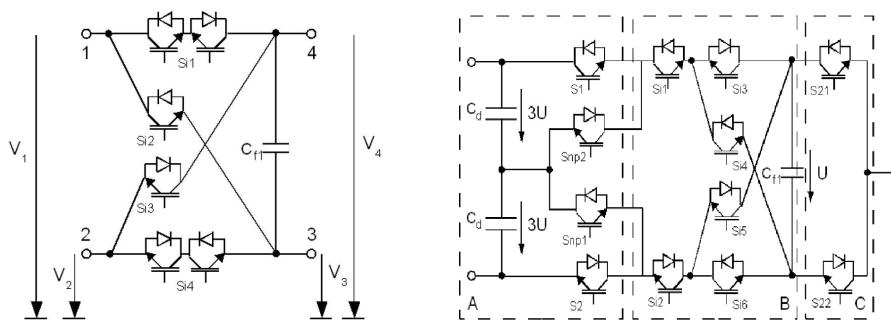 1
4
Si1
Si2
V1
Cf1
V4
Si3
2
3
Si4
V2
V3
S1
Si1
Si3
S21
Cd
3U
Snp2
Si4
Cf1
U
Cd
3U
Snp1
Si5
S2
Si2
Si6
S22
A
B
C